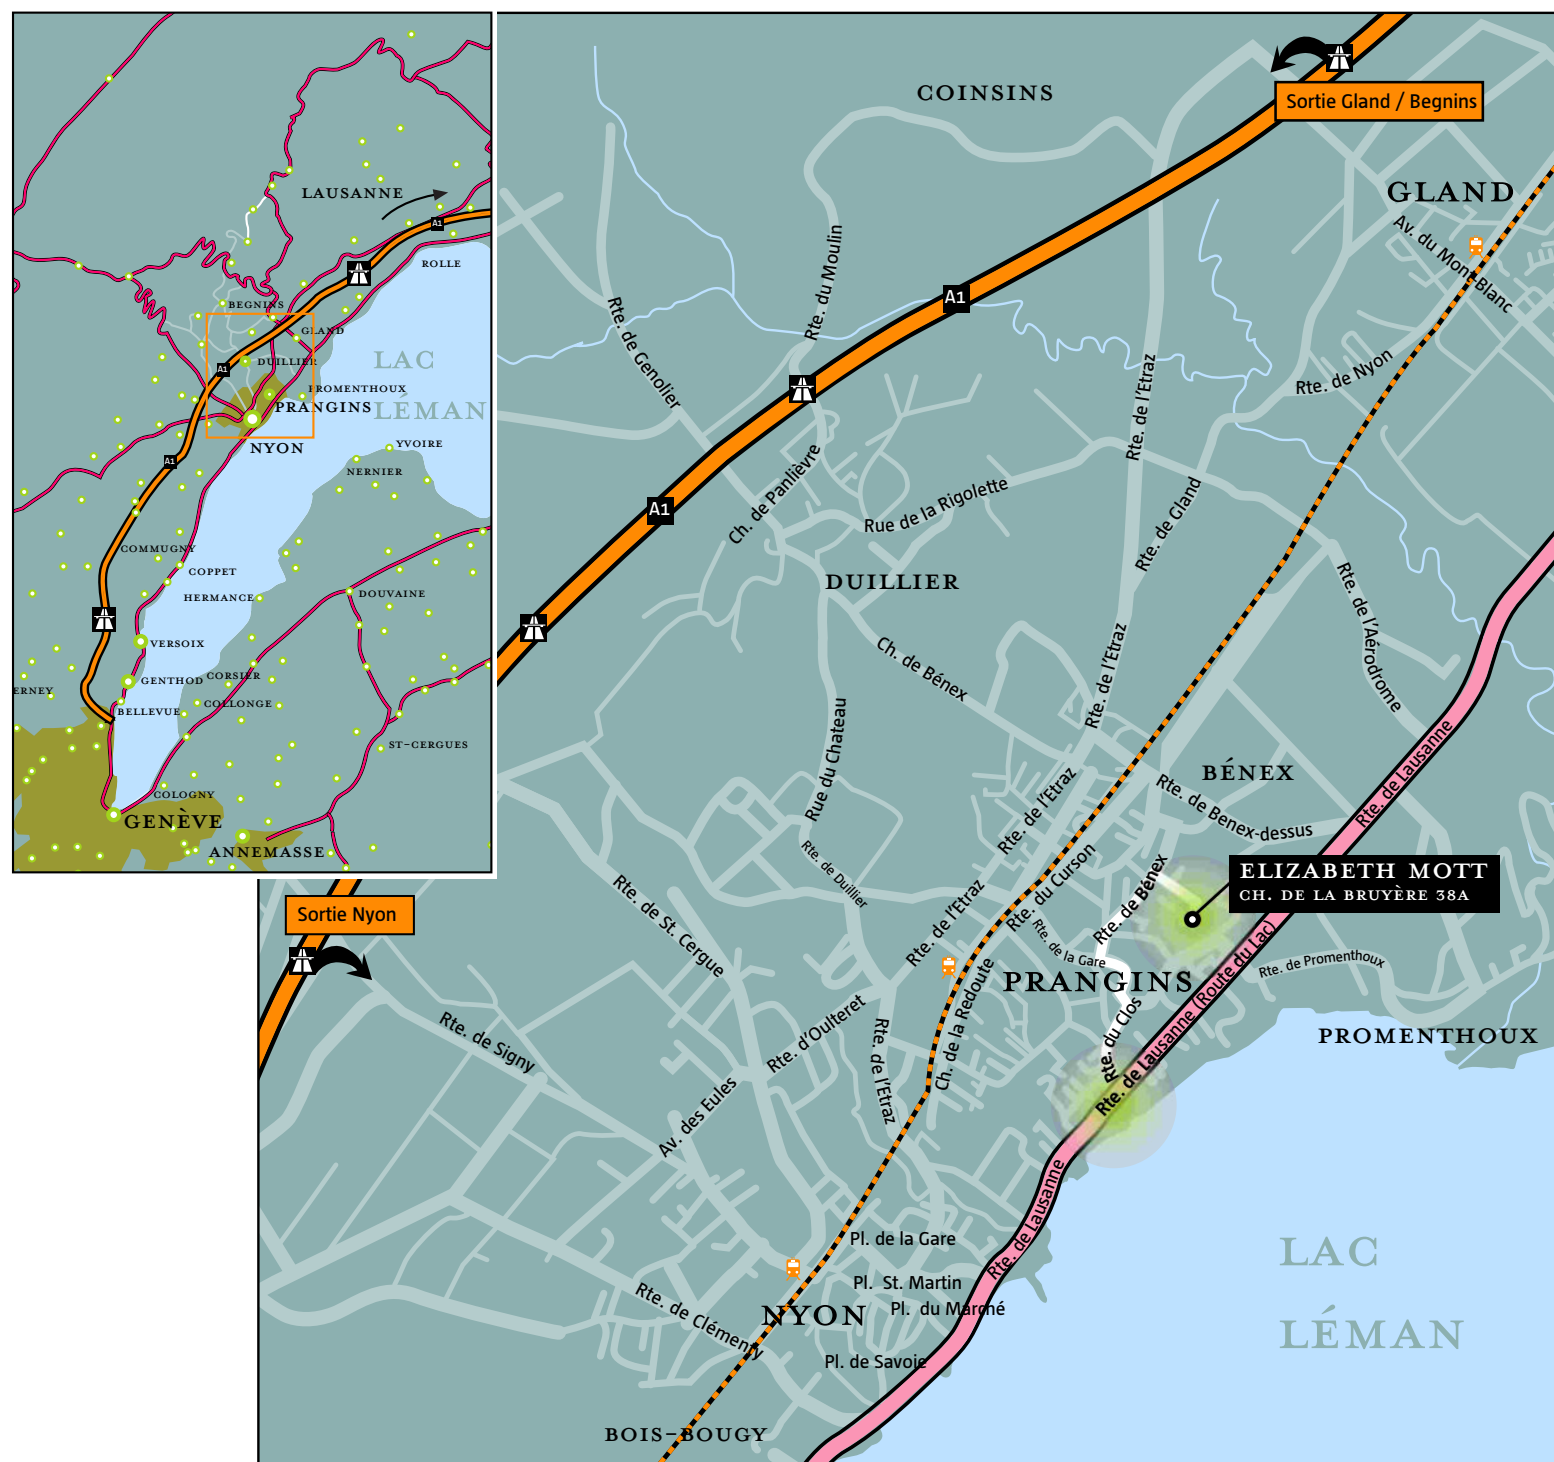 LAUSANNE
A1
ROLLE
BEGNINS
GLAND
LAC
LÉMAN
A1
DUILLIER
PROMENTHOUX
PRANGINS
NYON
YVOIRE
NERNIER
A1
COMMUGNY
COPPET
HERMANCE
DOUVAINE
VERSOIX
GENTHOD
CORSIER
ERNEY
BELLEVUE
COLLONGE
ST-CERGUES
COLOGNY
GENÈVE
ANNEMASSE
COINSINS
Sortie Gland / Begnins
GLAND
Av. du Mont-Blanc
Rte. du Moulin
A1
Rte. de Genolier
Rte. de l'Etraz
Rte. de Nyon
Ch. de Panlièvre
Rue de la Rigolette
A1
Rte. de Gland
DUILLIER
Rte. de l'Aérodrome
Ch. de Bénex
Rte. de l'Etraz
Rue du Chateau
BÉNEX
Rte. de Lausanne
Rte. de Benex-dessus
Rte. de l'Etraz
Rte. de Duillier
Rte. du Curson
Rte. de Bénex
ELIZABETH MOTT
CH. DE LA BRUYÈRE 38A
Sortie Nyon
Rte. de St. Cergue
Rte. de l'Etraz
Rte. de la Gare
PRANGINS
Rte. de Promenthoux
Rte. de Lausanne (Route du Lac)
Ch. de la Redoute
Rte. du Clos
PROMENTHOUX
Rte. de Signy
Rte. d'Oulteret
Rte. de l'Etraz
Av. des Eules
Rte. de Lausanne
Pl. de la Gare
Pl. St. Martin
Pl. du Marché
NYON
Rte. de Clémenty
Pl. de Savoie
BOIS-BOUGY
LAC
LÉMAN